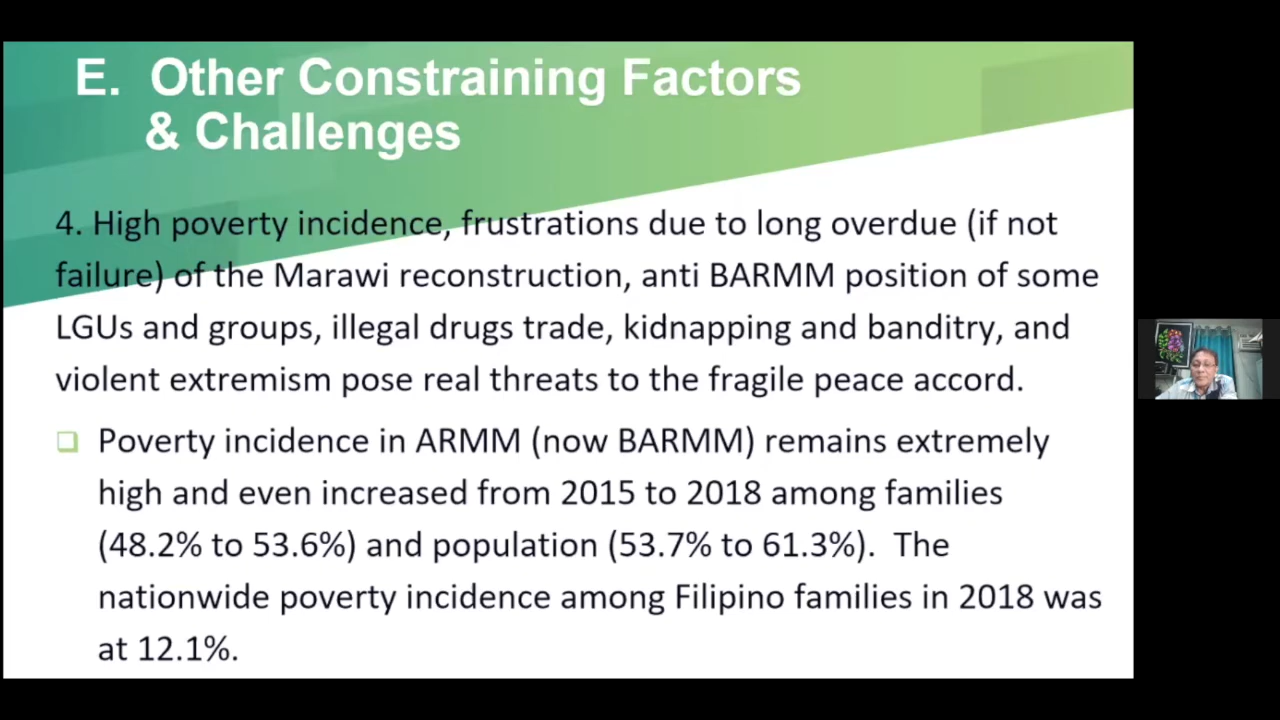 E. Other Constraining Factors
& Challenges
4. High poverty incidence, frustrations due to long overdue (if not
failure) of the Marawi reconstruction, anti BARMM position of some
LGUs and groups, illegal drugs trade, kidnapping and banditry, and
violent extremism pose real threats to the fragile peace accord.
Poverty incidence in ARMM (now BARMM) remains extremely
high and even increased from 2015 to 2018 among families
(48.2% to 53.6%) and population (53.7% to 61.3%). The
nationwide poverty incidence among Filipino families in 2018 was
at 12.1%.